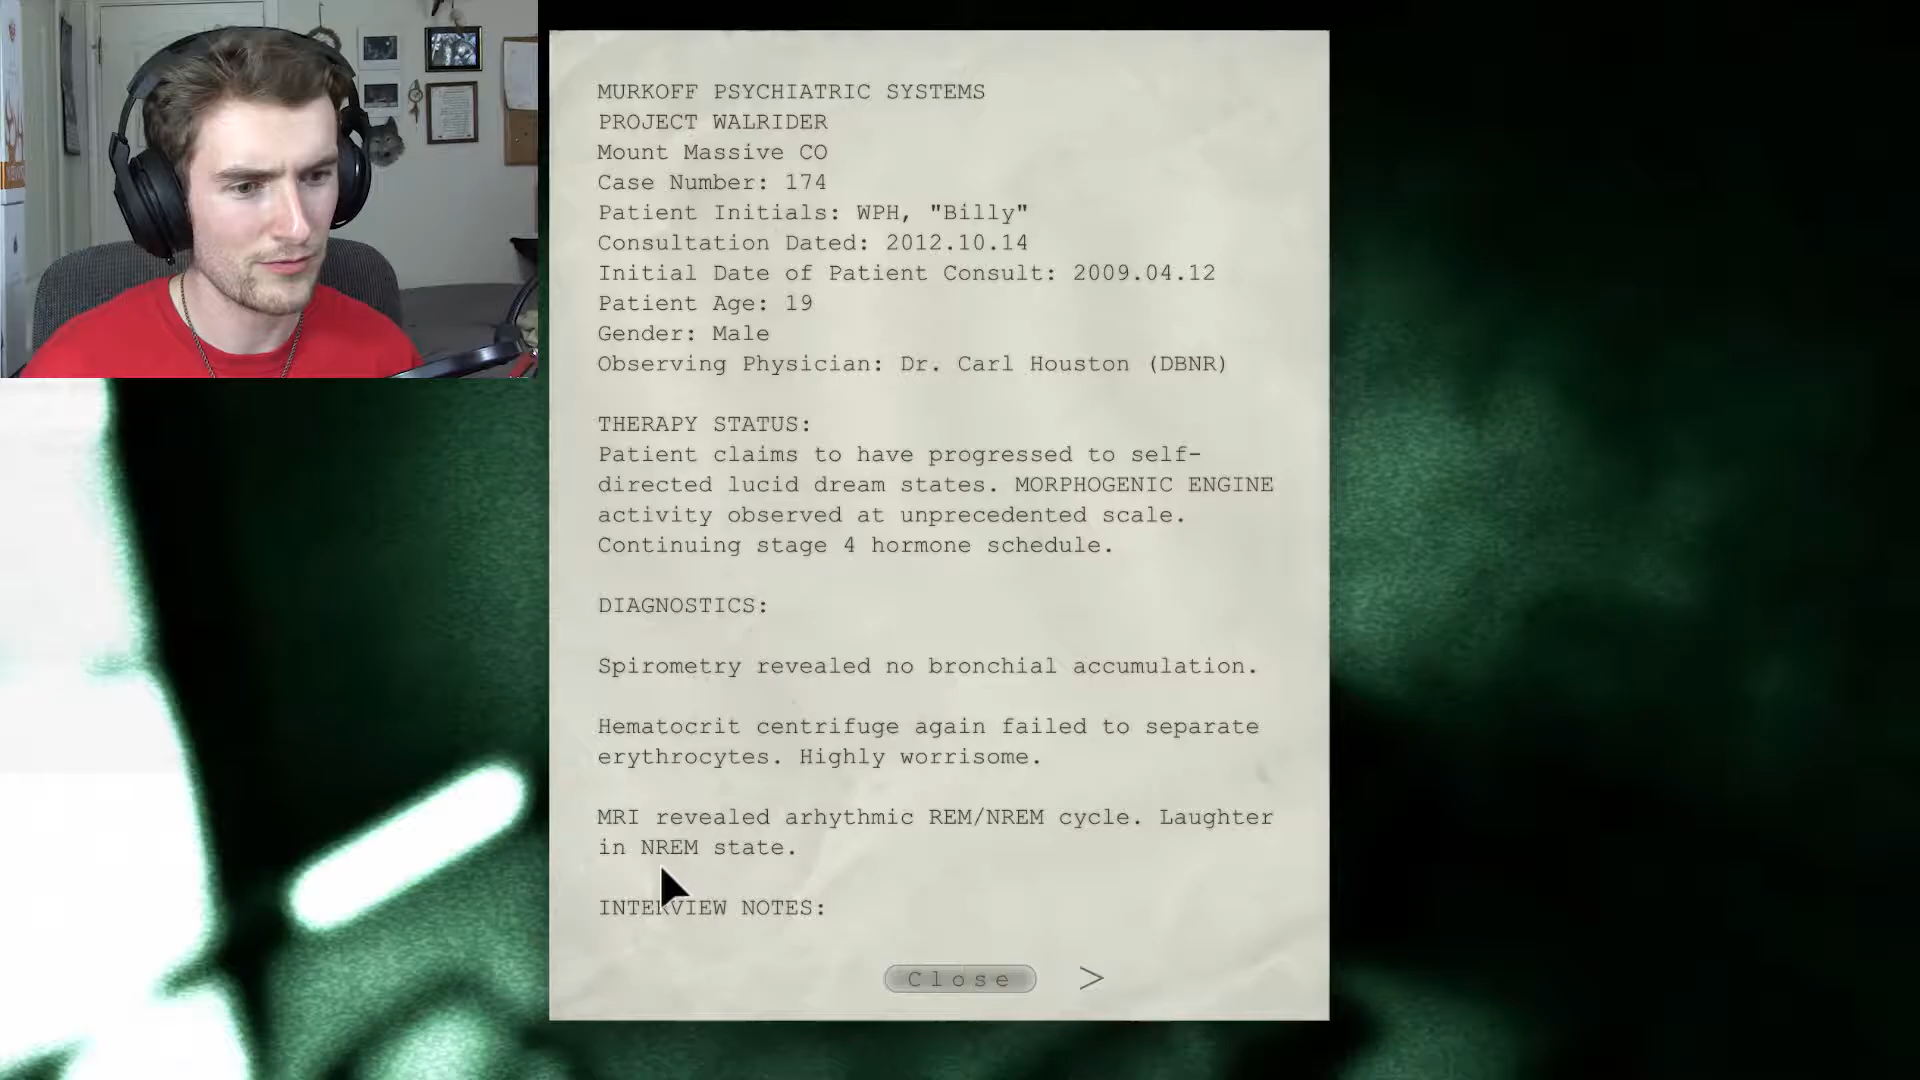 MURKOFF PSYCHIATRIC SYSTEMS
PROJECT WALRIDER
Mount Massive CO
Case Number: 174
Patient Initials: WPH, "Billy"
Consultation Dated: 2012.10.14
Initial Date of Patient Consult: 2009.04.12
Patient Age: 19
Gender: Male
Observing Physician: Dr. Carl Houston (DBNR)
THERAPY STATUS:
Patient claims to have progressed to self-
directed lucid dream states. MORPHOGENIC ENGINE
activity observed at unprecedented scale.
Continuing stage 4 hormone schedule.
DIAGNOSTICS:
Spirometry revealed no bronchial accumulation.
Hematocrit centrifuge again failed to separate
erythrocytes. Highly worrisome.
MRI revealed arhythmic REM/NREM cycle. Laughter
in NREM state.
INTERVIEW NOTES:
Close >